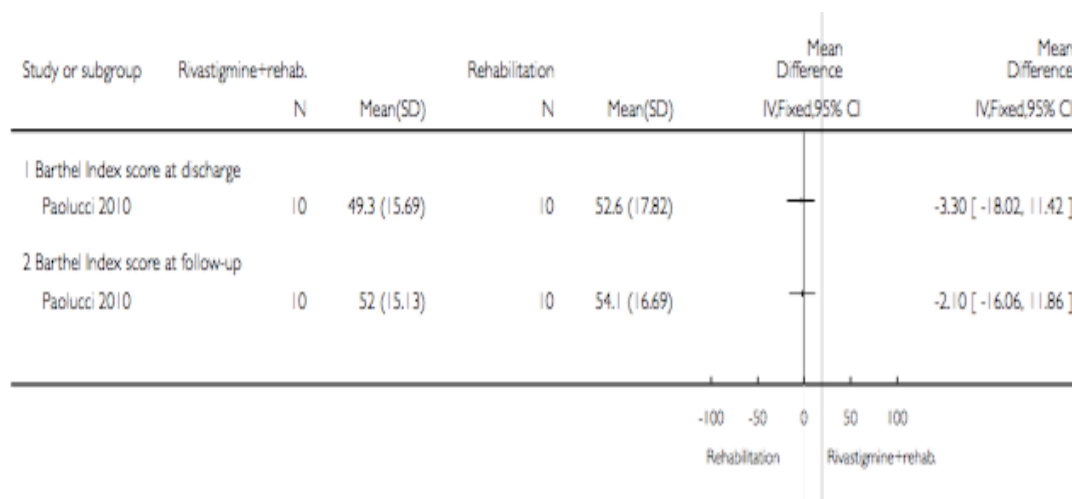 Mean Mean
Study or subgroup Rivastigmine+rehab. Rehabilitation Difference Difference
N Mean(SD) N Mean(SD) IV,Fixed,95% CI IV,Fixed,95% CI
1 Barthel Index score at discharge
Paolucci 2010 10 49.3 (15.69) 10 52.6 (17.82) -3.30 [ -18.02, 11.42 ]
2 Barthel Index score at follow-up
Paolucci 2010 10 52 (15.13) 10 54.1 (16.69) -2.10 [ -16.06, 11.86 ]
-100 -50 0 50 100
Rehabilitation Rivastigmine+rehab.